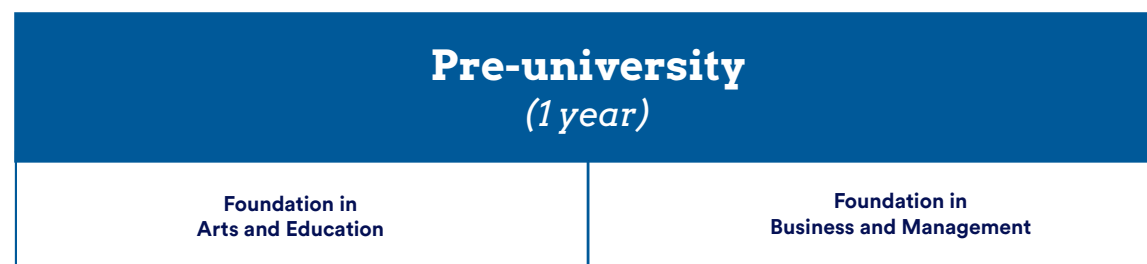 Pre-university
(1 year)
Foundation in
Arts and Education
Foundation in
Business and Management